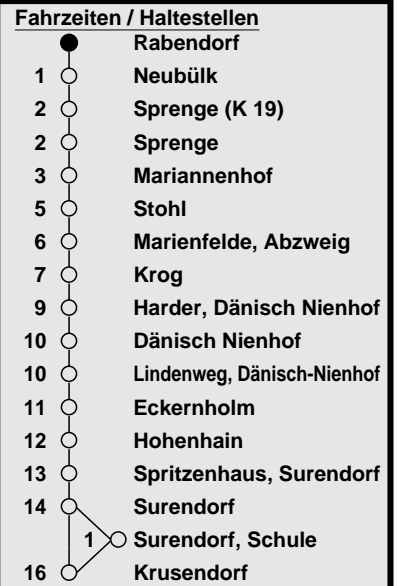 Fahrzeiten / Haltestellen
Rabendorf
1 Neubülk
2 Sprenge (K 19)
2 Sprenge
3 Mariannenhof
5 Stohl
6 Marienfelde, Abzweig
7 Krog
9 Harder, Dänisch Nienhof
10 Dänisch Nienhof
10 Lindenweg, Dänisch-Nienhof
11 Eckernholm
12 Hohenhain
13 Spritzenhaus, Surendorf
14 Surendorf
1 Surendorf, Schule
16 Krusendorf